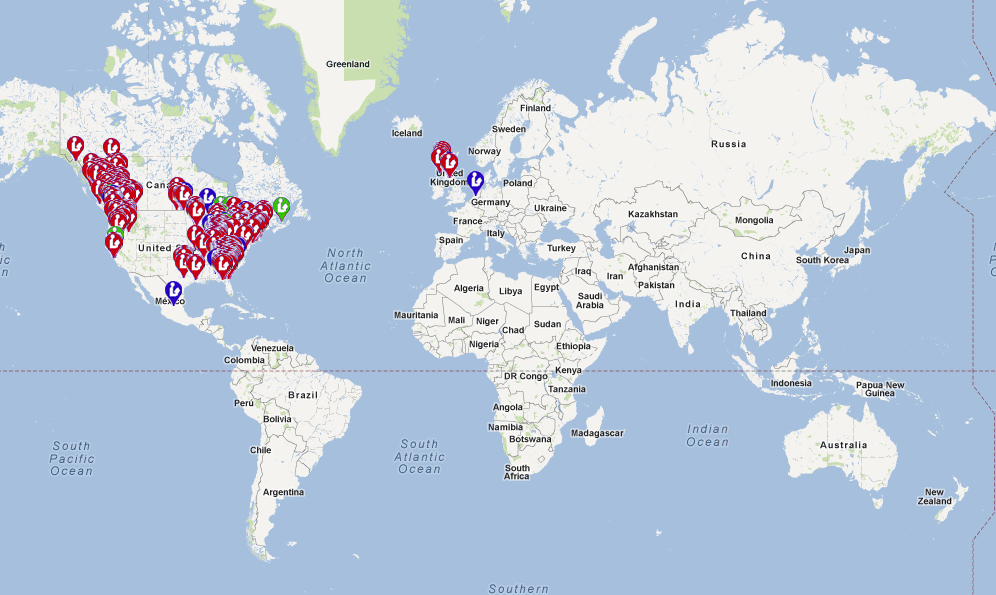 Greenland
Iceland
Finland
Sweden
Norway
Russia
United
Kingdom
Poland
Germany
Ukraine
France
Italy
Spain
Turkey
Kazakhstan
Mongolia
China
Japan
South Korea
Afghanistan
Pakistan
Iran
Iraq
India
Thailand
Saudi
Arabia
Egypt
Libya
Algeria
Mauritania
Mali
Niger
Chad
Sudan
Nigeria
Ethiopia
Kenya
DR Congo
Tanzania
Angola
Namibia
Botswana
Madagascar
South
Africa
Cana
United S
México
North
Atlantic
Ocean
Venezuela
Colombia
Brazil
Perú
Bolivia
Chile
Argentina
South
Pacific
Ocean
South
Atlantic
Ocean
Indian
Ocean
Indonesia
Papua New
Guinea
Australia
New
Zealand
Southern